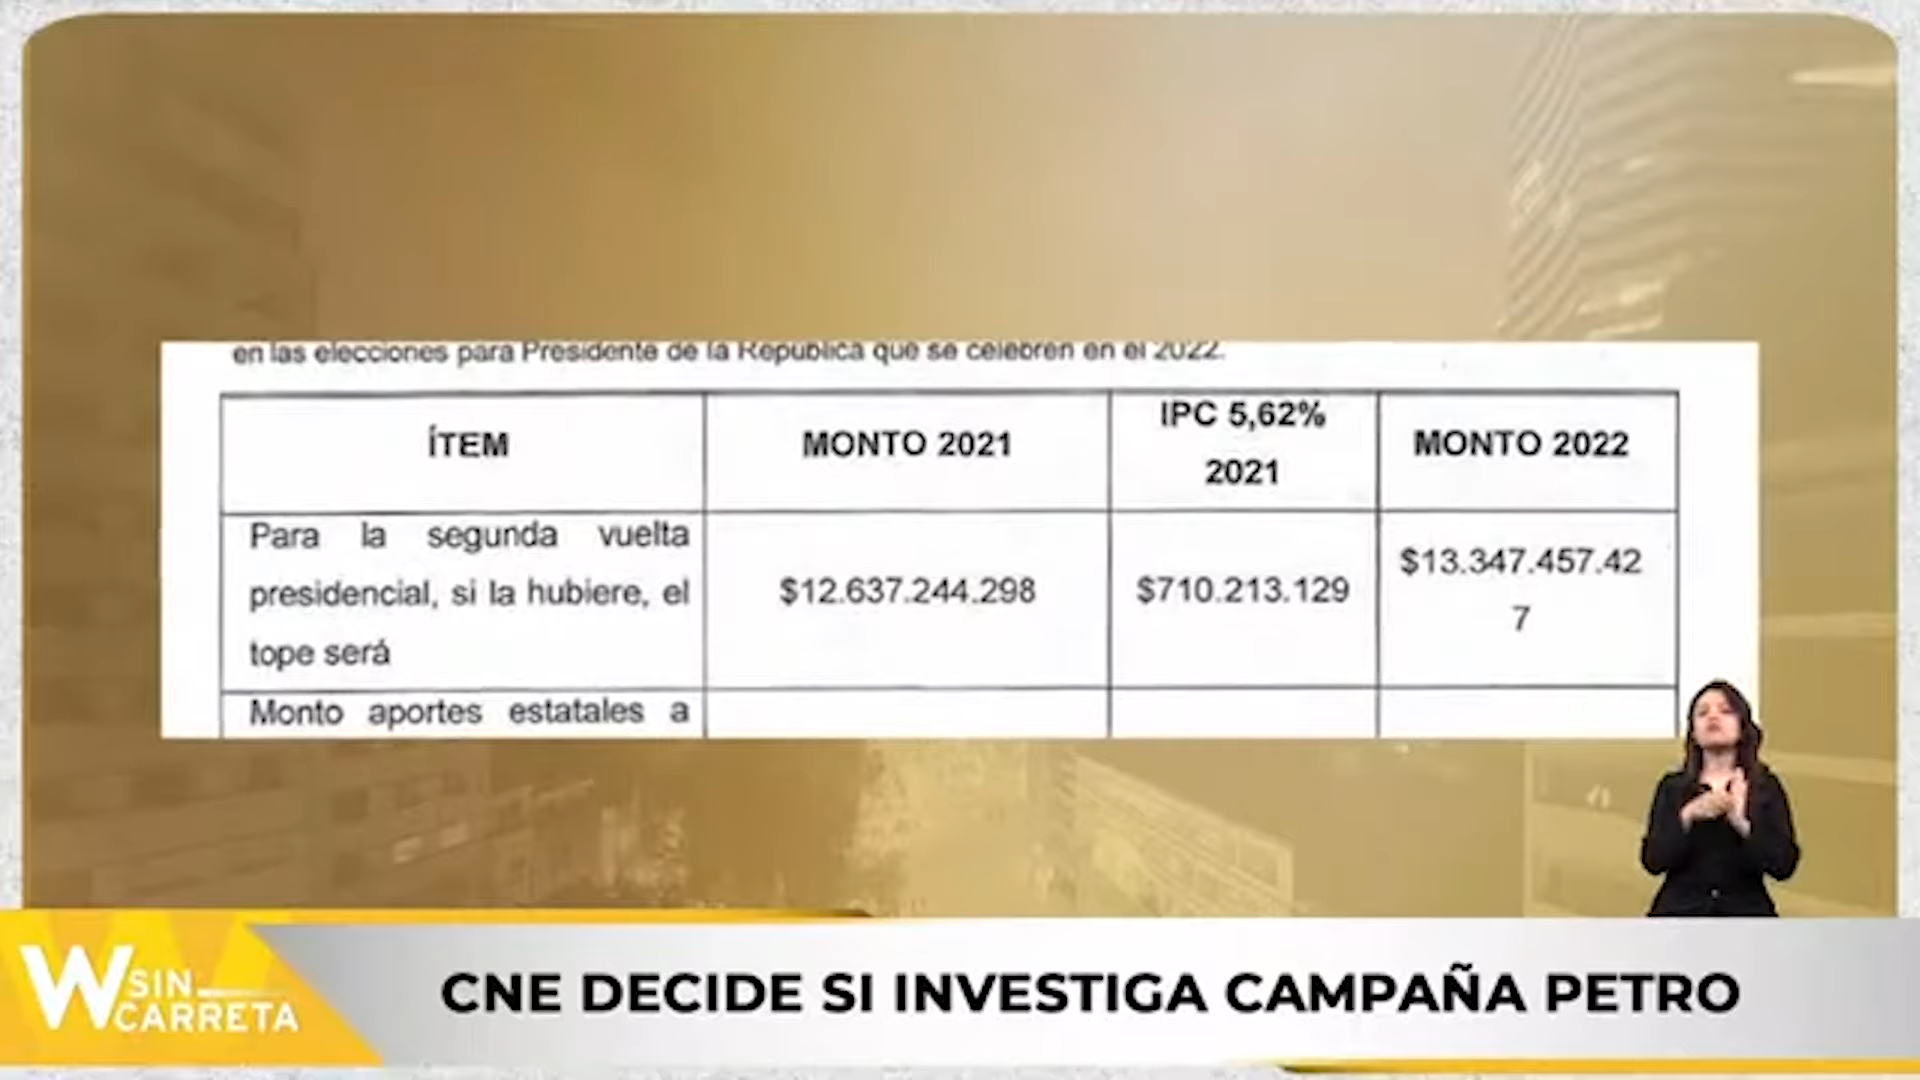 en las elecciones para Presidente de la República que se celebren en el 2022.
ÍTEM
MONTO 2021
IPC 5,62%
2021
MONTO 2022
Para la segunda vuelta
presidencial, si la hubiere, el
tope será
$12.637.244.298
$710.213.129
$13.347.457.42
7
Monto aportes estatales a
W SIN
CARRETA
CNE DECIDE SI INVESTIGA CAMPAÑA PETRO